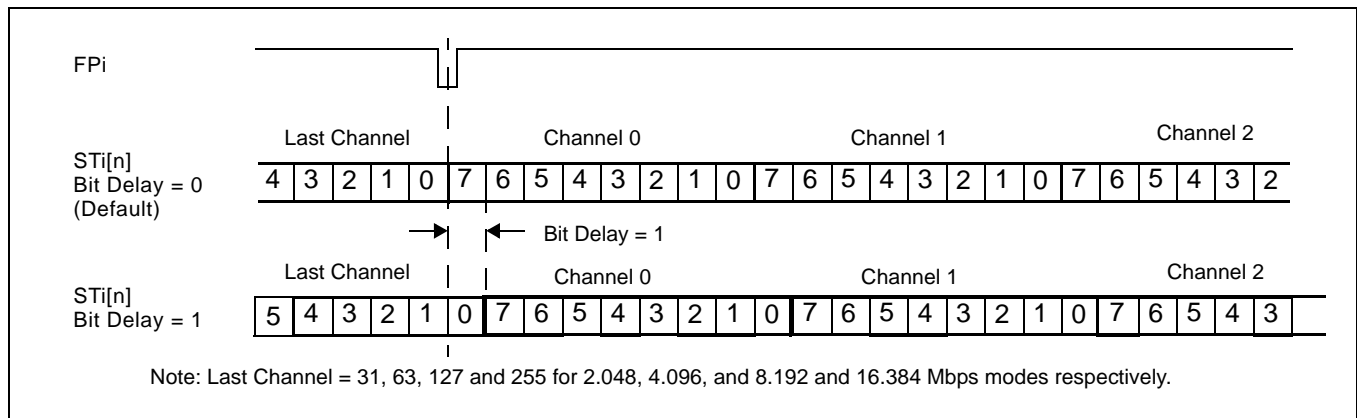 FPi
Last Channel Channel 0 Channel 1 Channel 2
STi[n]
Bit Delay = 0
(Default)
4 3 2 1 0 7 6 5 4 3 2 1 0 7 6 5 4 3 2 1 0 7 6 5 4 3 2
Bit Delay = 1
Last Channel Channel 0 Channel 1 Channel 2
STi[n]
Bit Delay = 1
5 4 3 2 1 0 7 6 5 4 3 2 1 0 7 6 5 4 3 2 1 0 7 6 5 4 3
Note: Last Channel = 31, 63, 127 and 255 for 2.048, 4.096, and 8.192 and 16.384 Mbps modes respectively.